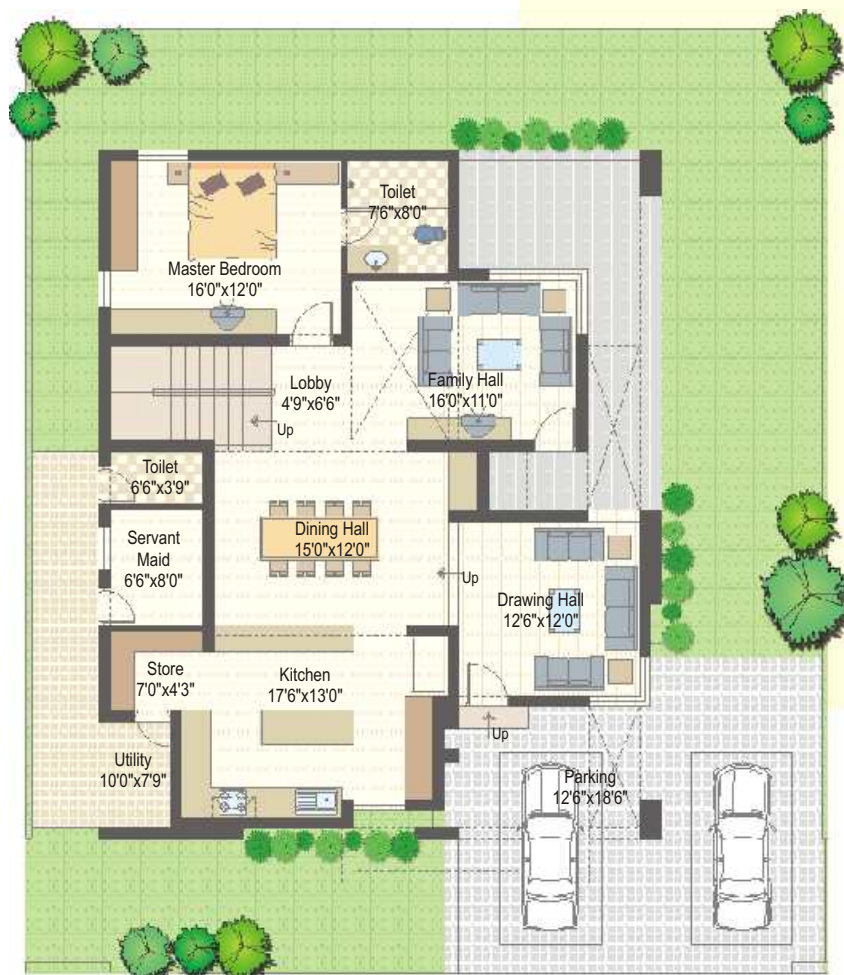 Toilet
7'6"x8'0"
Master Bedroom
16'0"x12'0"
Lobby
4'9"x6'6"
Up
Family Hall
16'0"x11'0"
Toilet
6'6"x3'9"
Servant
Maid
6'6"x8'0"
Dining Hall
15'0"x12'0"
Up
Drawing Hall
12'6"x12'0"
Store
7'0"x4'3"
Kitchen
17'6"x13'0"
Up
Utility
10'0"x7'9"
Parking
12'6"x18'6"